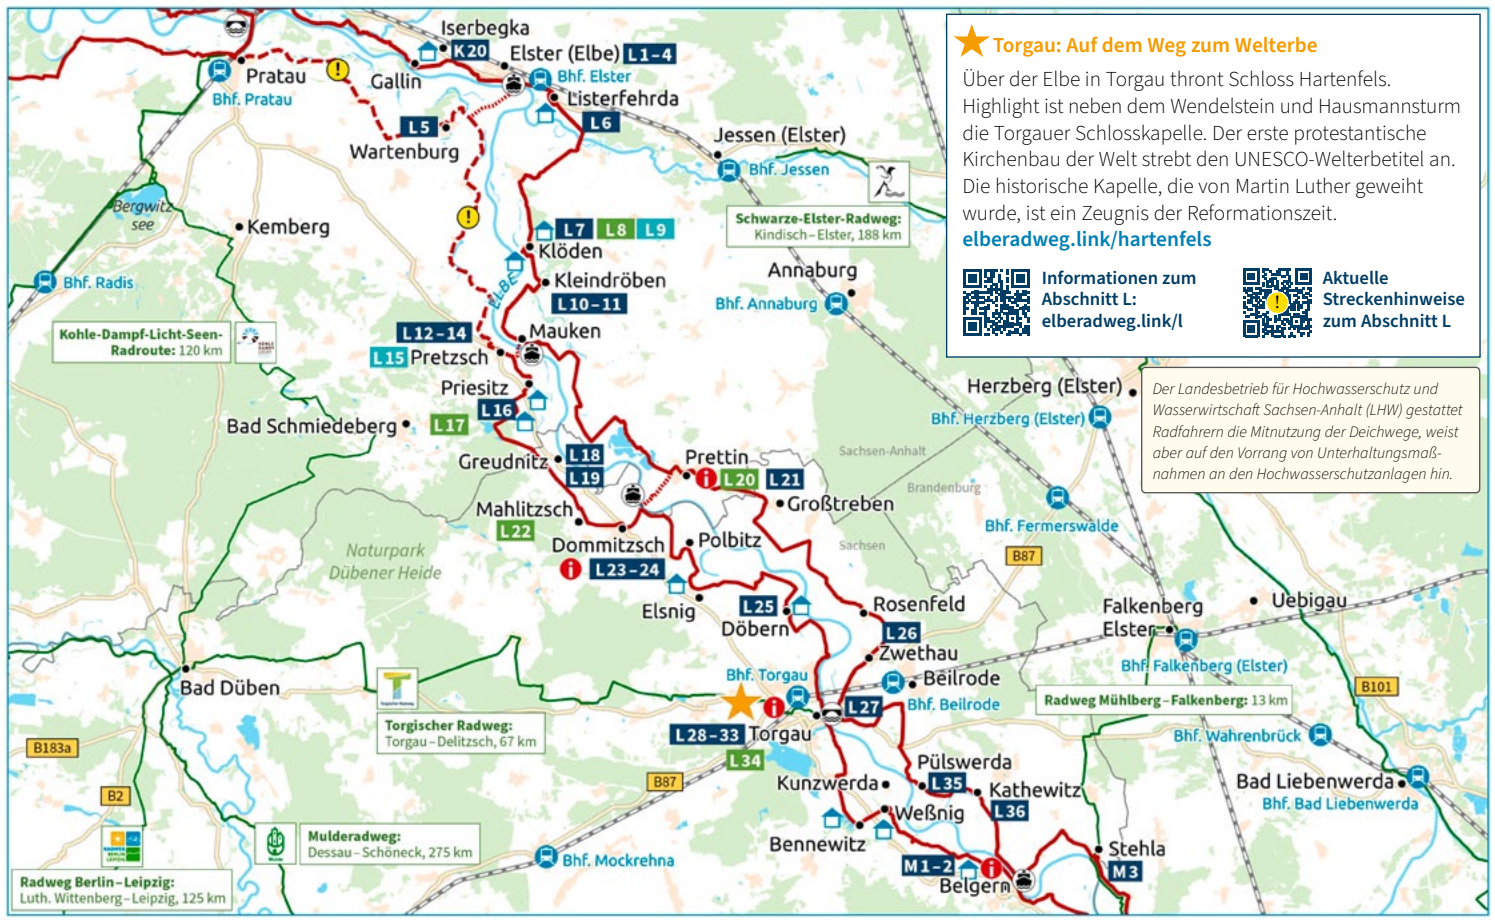 Torgau: Auf dem Weg zum Welterbe
Über der Elbe in Torgau thront Schloss Hartenfels.
Highlight ist neben dem Wendelstein und Hausmannsturm
die Torgauer Schlosskapelle. Der erste protestantische
Kirchenbau der Welt strebt den UNESCO-Welterbetitel an.
Die historische Kapelle, die von Martin Luther geweiht
wurde, ist ein Zeugnis der Reformationszeit.
elberadweg.link/hartenfels
Informationen zum
Abschnitt L:
elberadweg.link/l
Aktuelle
Streckenhinweise
zum Abschnitt L
Der Landesbetrieb für Hochwasserschutz und
Wasserwirtschaft Sachsen-Anhalt (LHW) gestattet
Radfahrern die Mitnutzung der Deichwege, weist
aber auf den Vorrang von Unterhaltungsmaß-
nahmen an den Hochwasserschutzanlagen hin.
Iserbegka
K20
Elster (Elbe)
L1–4
Pratau
Bhf. Pratau
Gallin
Bhf. Elster
Listerfehrda
L6
L5
Wartenburg
Jessen (Elster)
Bhf. Jessen
Bergwitz
see
Kemberg
Schwarze-Elster-Radweg:
Kindisch–Elster, 188 km
L7
L8
L9
Klöden
Bhf. Radis
Kleindröben
L10–11
ELBE
Annaburg
Bhf. Annaburg
Kohle-Dampf-Licht-Seen-
Radroute: 120 km
KOHLE
DAMPF
LICHT
L12–14
Mauken
L15
Pretzsch
Priesitz
L16
Herzberg (Elster)
Bhf. Herzberg (Elster)
Bad Schmiedeberg
L17
Greudnitz
L18
L19
Prettin
L20
L21
Sachsen-Anhalt
Brandenburg
Sachsen
Großtreben
Mahlitzsch
L22
Bhf. Fermerswalde
Dommitzsch
L23–24
Polbitz
B87
Naturpark
Dübener Heide
Elsnig
L25
Döbern
Rosenfeld
L26
Zwethau
Falkenberg
Elster
Uebigau
Bhf. Falkenberg (Elster)
Bad Düben
Bhf. Torgau
Beilrode
Bhf. Beilrode
B101
Radweg Mühlberg–Falkenberg: 13 km
Torgischer Radweg:
Torgau–Delitzsch, 67 km
L27
L28–33
Torgau
L34
Bhf. Wahrenbrück
B183a
B87
B2
Kunzwerda
Pülswerda
L35
Kathewitz
L36
Bad Liebenwerda
Bhf. Bad Liebenwerda
Weßnig
Bennewitz
Mulderadweg:
Dessau–Schöneck, 275 km
Bhf. Mockrehna
M1–2
Belgern
Stehla
M3
RADWEG
BERLIN
LEIPZIG
Radweg Berlin–Leipzig:
Luth. Wittenberg–Leipzig, 125 km